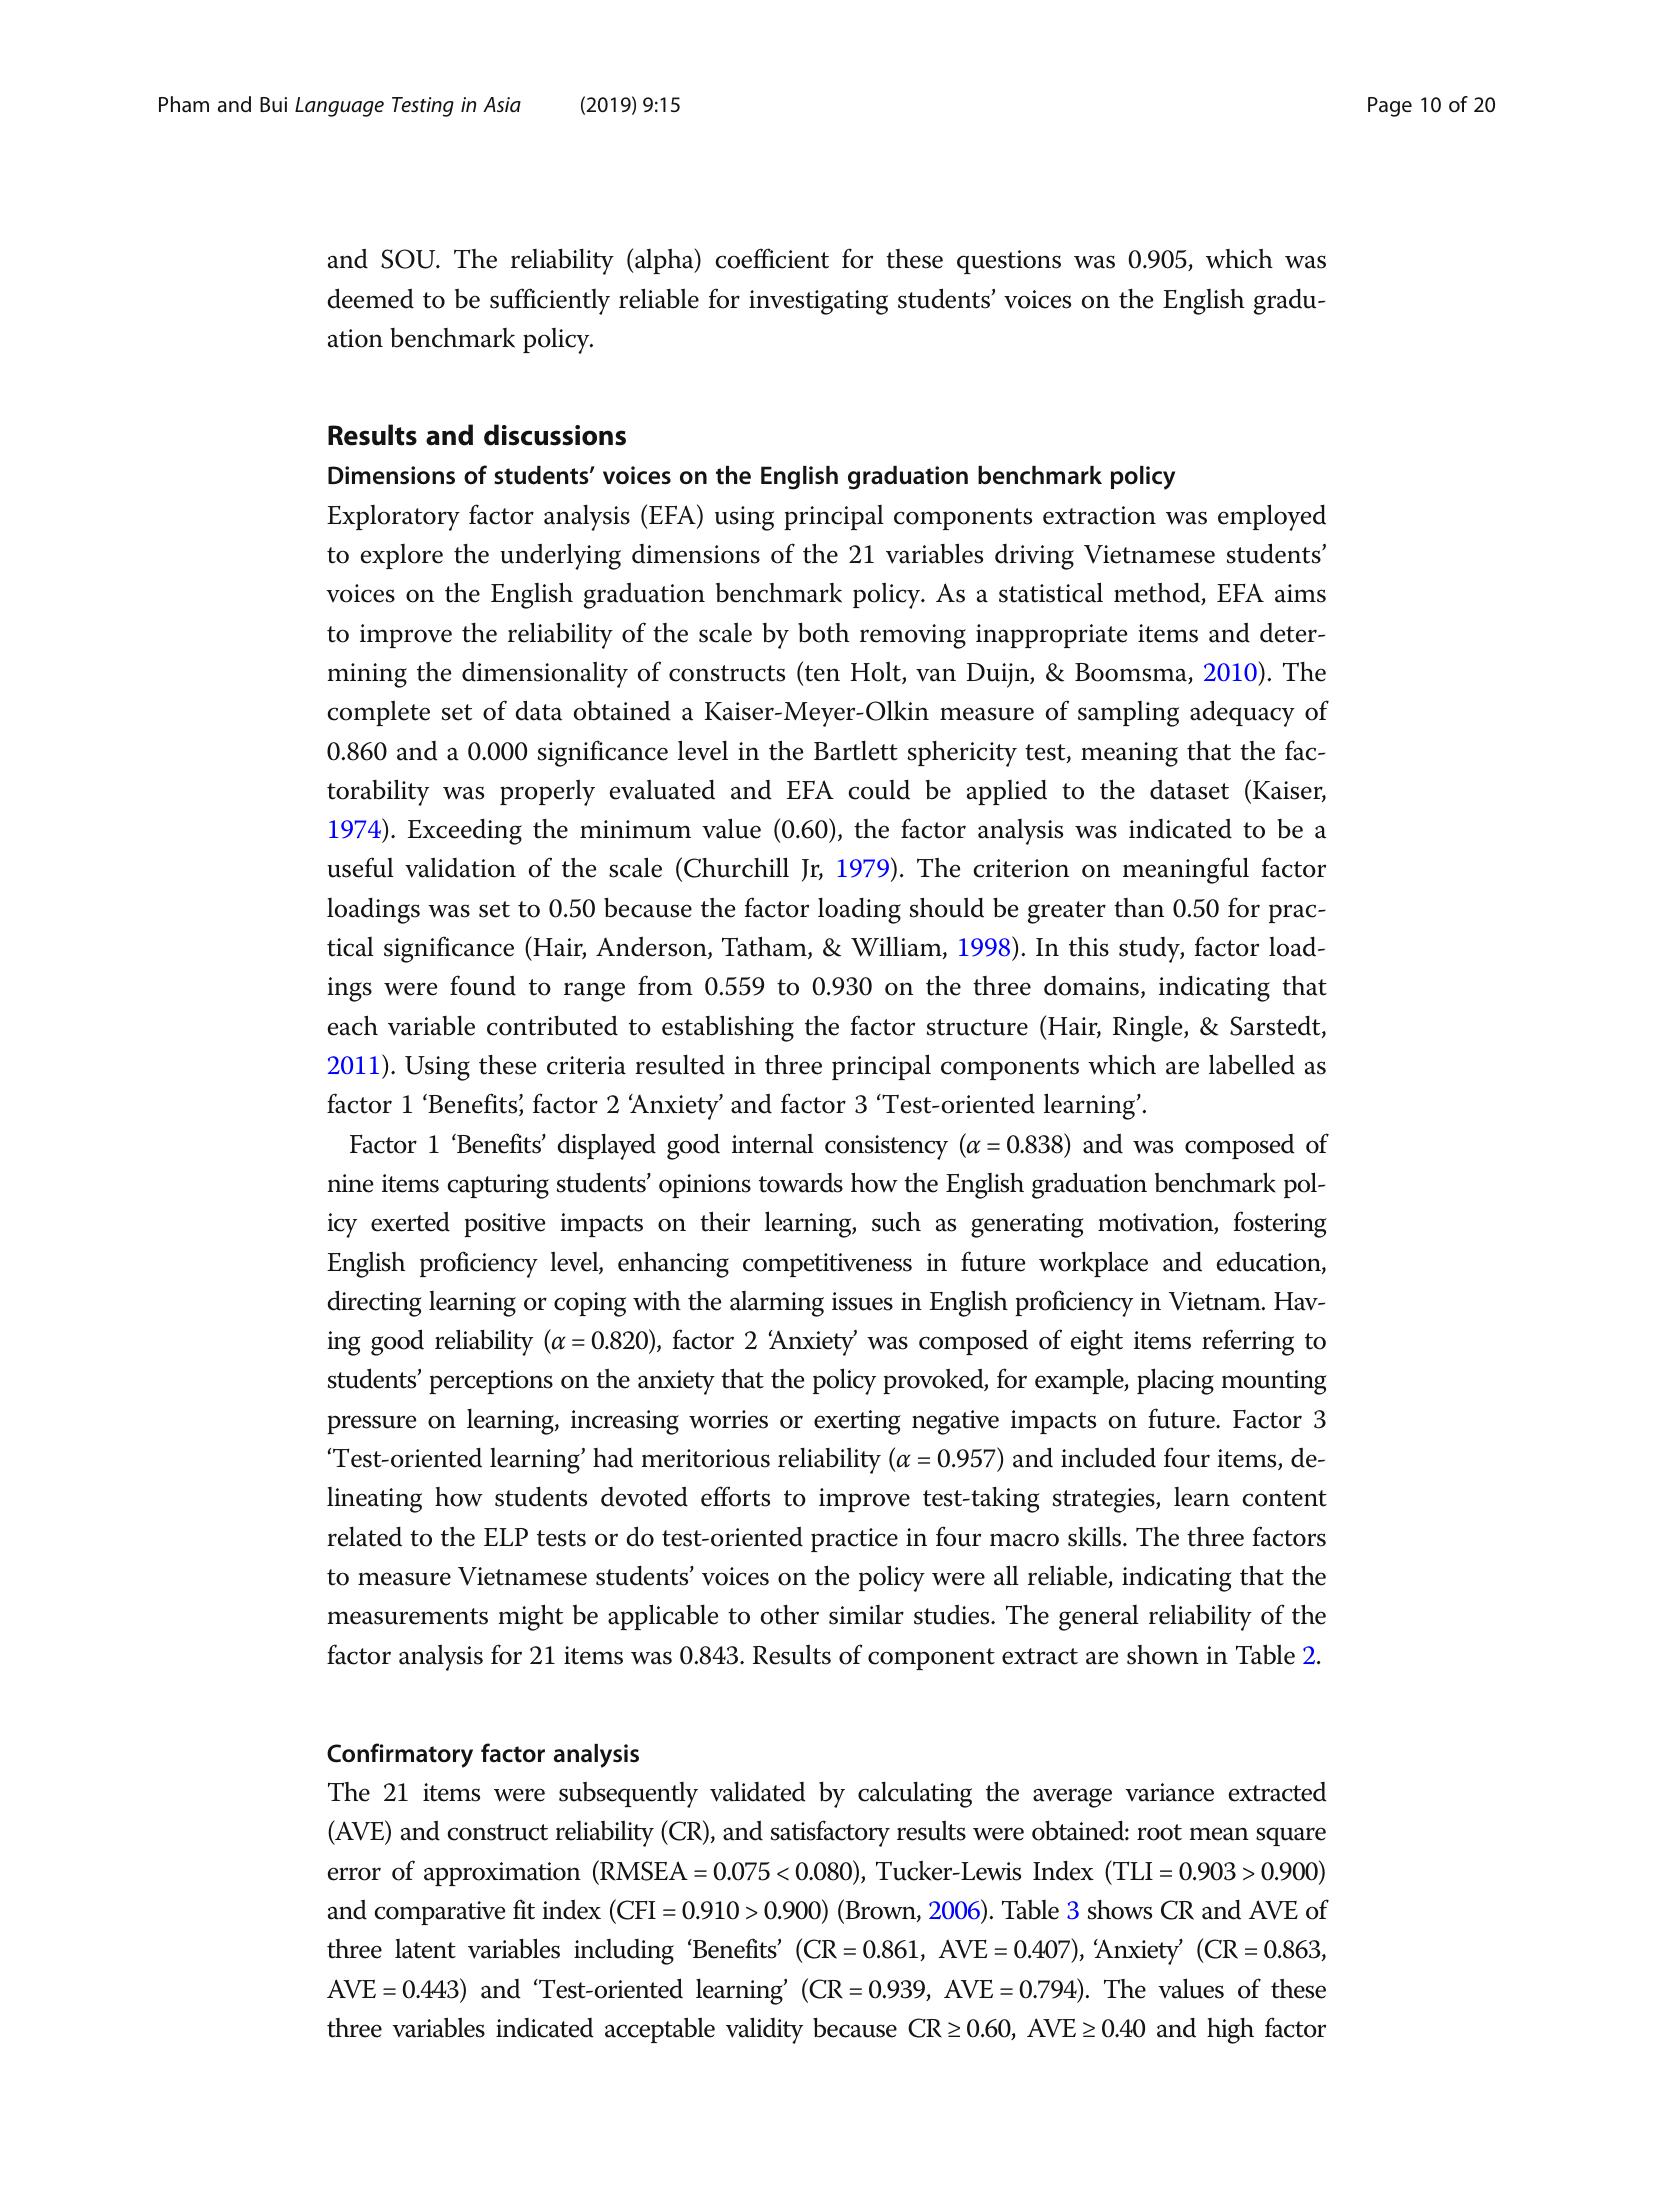 Pham and Bui Language Testing in Asia (2019) 9:15 Page 10 of 20
and SOU. The reliability (alpha) coefficient for these questions was 0.905, which was
deemed to be sufficiently reliable for investigating students’ voices on the English gradu-
ation benchmark policy.
Results and discussions
Dimensions of students’ voices on the English graduation benchmark policy
Exploratory factor analysis (EFA) using principal components extraction was employed
to explore the underlying dimensions of the 21 variables driving Vietnamese students’
voices on the English graduation benchmark policy. As a statistical method, EFA aims
to improve the reliability of the scale by both removing inappropriate items and deter-
mining the dimensionality of constructs (ten Holt, van Duijn, & Boomsma, 2010). The
complete set of data obtained a Kaiser-Meyer-Olkin measure of sampling adequacy of
0.860 and a 0.000 significance level in the Bartlett sphericity test, meaning that the fac-
torability was properly evaluated and EFA could be applied to the dataset (Kaiser,
1974). Exceeding the minimum value (0.60), the factor analysis was indicated to be a
useful validation of the scale (Churchill Jr, 1979). The criterion on meaningful factor
loadings was set to 0.50 because the factor loading should be greater than 0.50 for prac-
tical significance (Hair, Anderson, Tatham, & William, 1998). In this study, factor load-
ings were found to range from 0.559 to 0.930 on the three domains, indicating that
each variable contributed to establishing the factor structure (Hair, Ringle, & Sarstedt,
2011). Using these criteria resulted in three principal components which are labelled as
factor 1 ‘Benefits’, factor 2 ‘Anxiety’ and factor 3 ‘Test-oriented learning’.
Factor 1 ‘Benefits’ displayed good internal consistency (α = 0.838) and was composed of
nine items capturing students’ opinions towards how the English graduation benchmark pol-
icy exerted positive impacts on their learning, such as generating motivation, fostering
English proficiency level, enhancing competitiveness in future workplace and education,
directing learning or coping with the alarming issues in English proficiency in Vietnam. Hav-
ing good reliability (α = 0.820), factor 2 ‘Anxiety’ was composed of eight items referring to
students’ perceptions on the anxiety that the policy provoked, for example, placing mounting
pressure on learning, increasing worries or exerting negative impacts on future. Factor 3
‘Test-oriented learning’ had meritorious reliability (α = 0.957) and included four items, de-
lineating how students devoted efforts to improve test-taking strategies, learn content
related to the ELP tests or do test-oriented practice in four macro skills. The three factors
to measure Vietnamese students’ voices on the policy were all reliable, indicating that the
measurements might be applicable to other similar studies. The general reliability of the
factor analysis for 21 items was 0.843. Results of component extract are shown in Table 2.
Confirmatory factor analysis
The 21 items were subsequently validated by calculating the average variance extracted
(AVE) and construct reliability (CR), and satisfactory results were obtained: root mean square
error of approximation (RMSEA = 0.075 < 0.080), Tucker-Lewis Index (TLI = 0.903 > 0.900)
and comparative fit index (CFI = 0.910 > 0.900) (Brown, 2006). Table 3 shows CR and AVE of
three latent variables including ‘Benefits’ (CR = 0.861, AVE = 0.407), ‘Anxiety’ (CR = 0.863,
AVE = 0.443) and ‘Test-oriented learning’ (CR = 0.939, AVE = 0.794). The values of these
three variables indicated acceptable validity because CR ≥ 0.60, AVE ≥ 0.40 and high factor